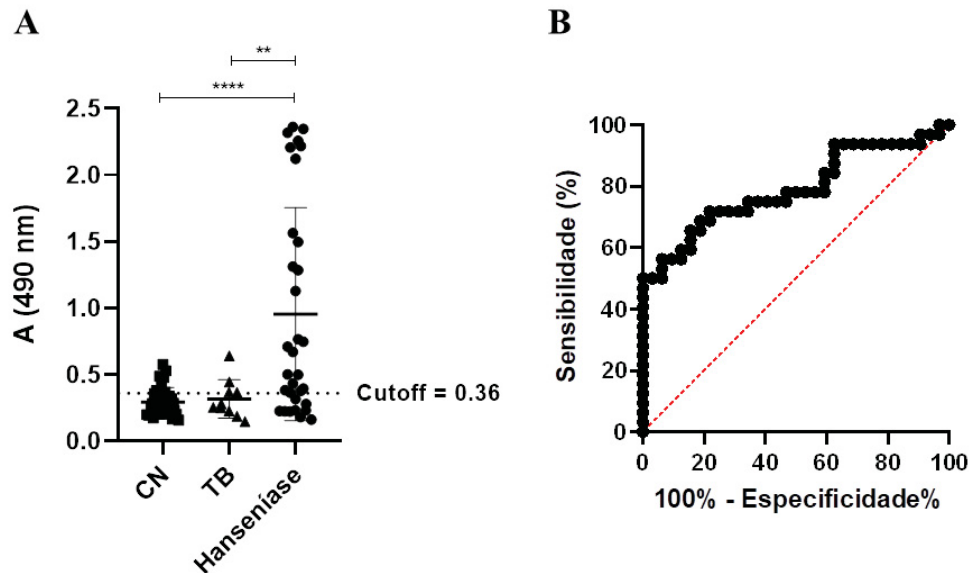 A
**
****
2.5
2.0
1.5
1.0
0.5
0.0
A (490 nm)
Cutoff = 0.36
CN
TB
Hanseníase
B
100
80
60
40
20
0
Sensibilidade (%)
0 20 40 60 80 100
100% - Especificidade%